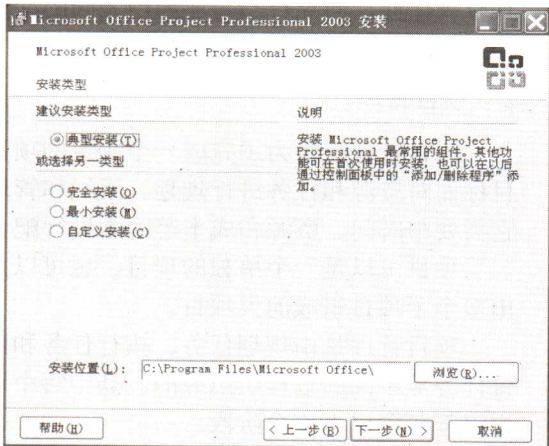 Microsoft Office Project Professional 2003 安装
Microsoft Office Project Professional 2003
安装类型
建议安装类型
典型安装(T)
或选择另一类型
完全安装(O)
最小安装(M)
自定义安装(C)
说明
安装 Microsoft Office Project
Professional 最常用的组件。其他功
能可在首次使用时安装，也可以在以后
通过控制面板中的“添加/删除程序”添
加。
安装位置(L):
C:\Program Files\Microsoft Office\
浏览(R)...
帮助(H)
< 上一步(B)
下一步(N) >
取消